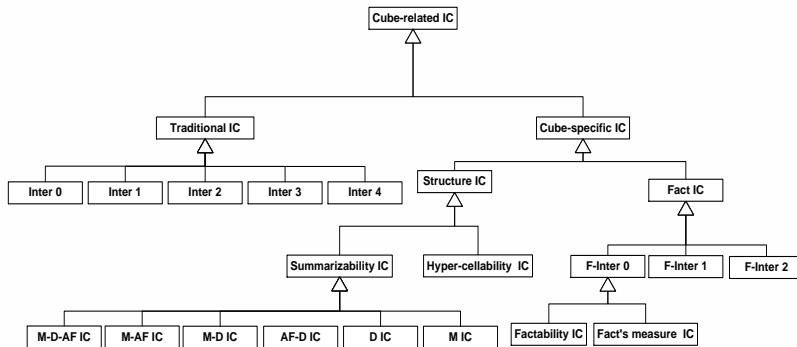 Cube-related IC
Traditional IC
Cube-specific IC
Inter 0
Inter 1
Inter 2
Inter 3
Inter 4
Structure IC
Fact IC
Summarizability IC
Hyper-cellability IC
F-Inter 0
F-Inter 1
F-Inter 2
M-D-AF IC
M-AF IC
M-D IC
AF-D IC
D IC
M IC
Factability IC
Fact's measure IC